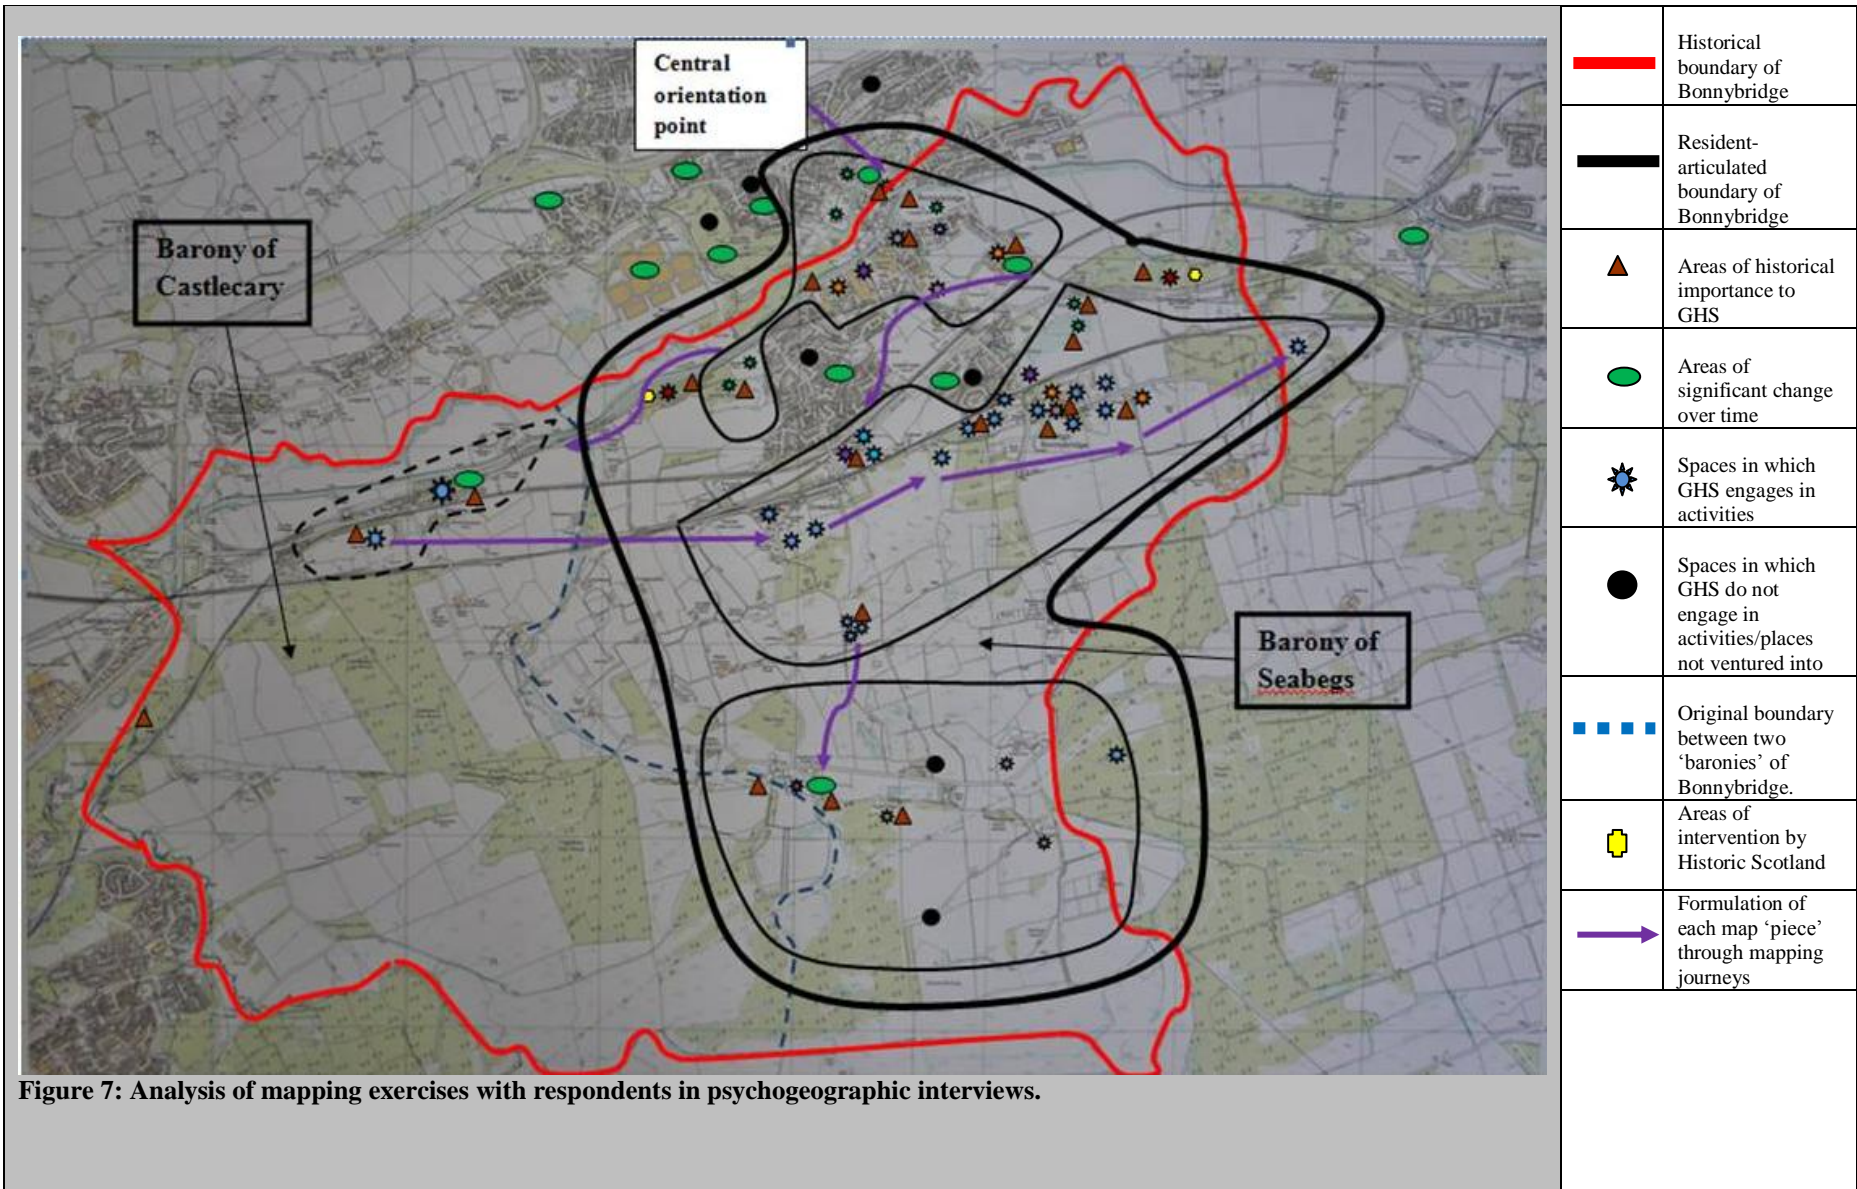 Central
orientation
point
Barony of
Castlecary
Barony of
Seabegs
Figure 7: Analysis of mapping exercises with respondents in psychogeographic interviews.
Historical
boundary of
Bonnybridge
Resident-
articulated
boundary of
Bonnybridge
Areas of historical
importance to
GHS
Areas of
significant change
over time
Spaces in which
GHS engages in
activities
Spaces in which
GHS do not
engage in
activities/places
not ventured into
Original boundary
between two
‘baronies’ of
Bonnybridge.
Areas of
intervention by
Historic Scotland
Formulation of
each map ‘piece’
through mapping
journeys